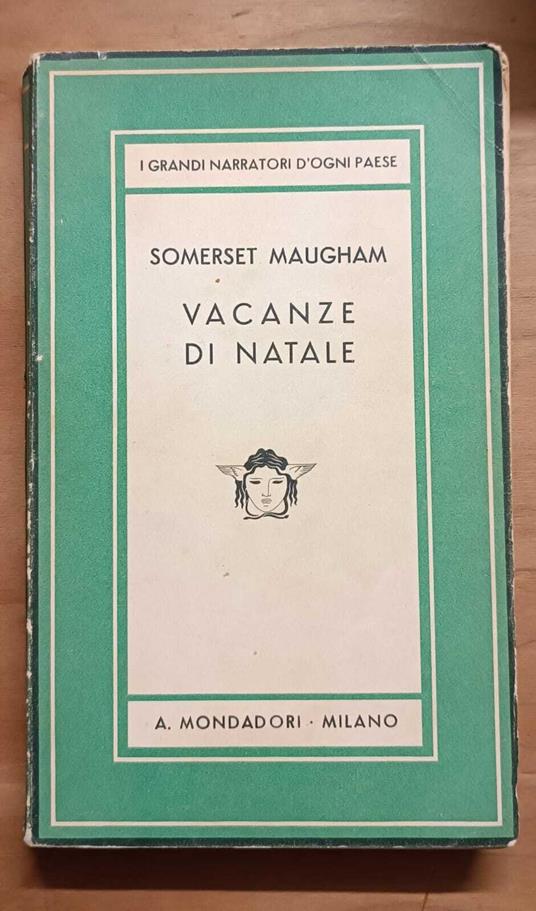 I GRANDI NARRATORI D'OGNI PAESE
SOMERSET MAUGHAM
VACANZE
DI NATALE
A. MONDADORI · MILANO